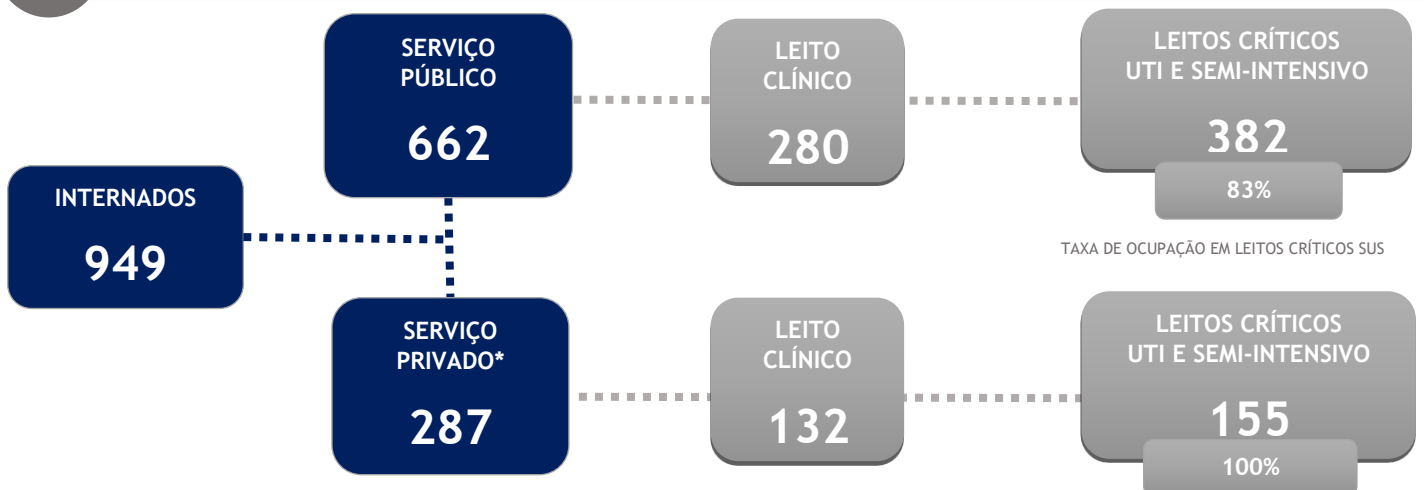 INTERNADOS
949
SERVIÇO
PÚBLICO
662
LEITO
CLÍNICO
280
LEITOS CRÍTICOS
UTI E SEMI-INTENSIVO
382
83%
TAXA DE OCUPAÇÃO EM LEITOS CRÍTICOS SUS
SERVIÇO
PRIVADO*
287
LEITO
CLÍNICO
132
LEITOS CRÍTICOS
UTI E SEMI-INTENSIVO
155
100%